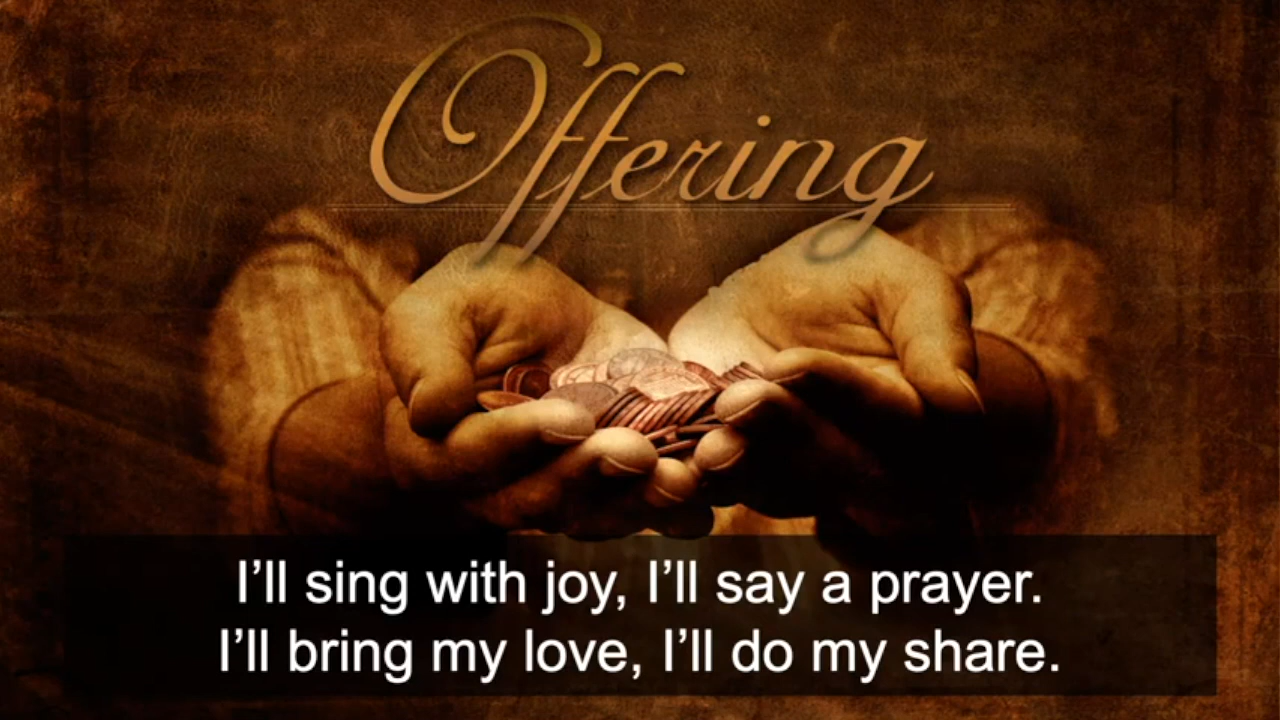 Offering
I’ll sing with joy, I’ll say a prayer.
I’ll bring my love, I’ll do my share.